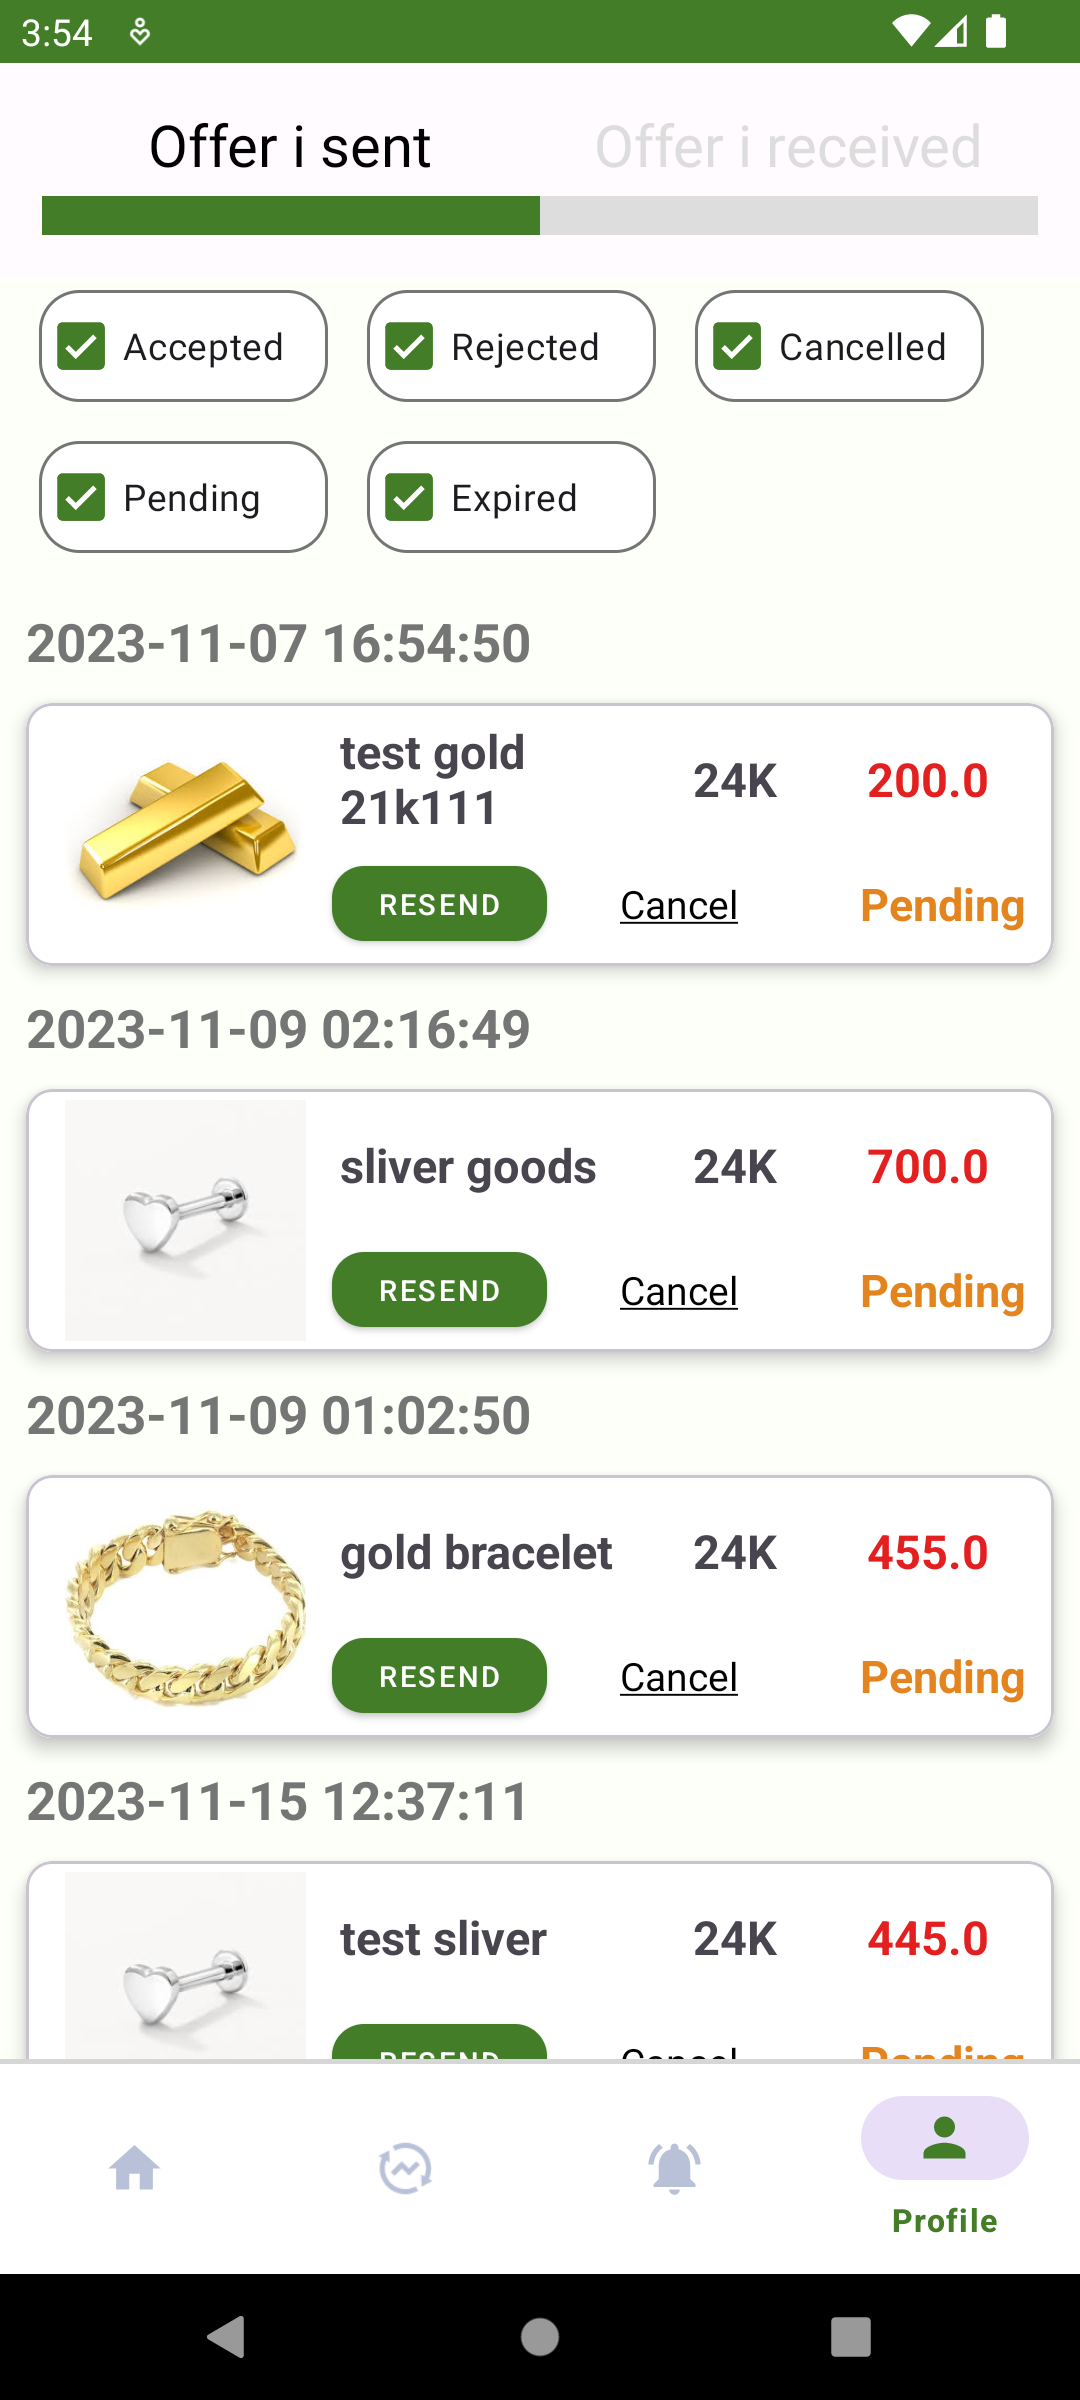 3:54
Offer i sent
Offer i received
Accepted
Rejected
Cancelled
Pending
Expired
2023-11-07 16:54:50
test gold
21k111
24K
200.0
RESEND
Cancel
Pending
2023-11-09 02:16:49
sliver goods
24K
700.0
RESEND
Cancel
Pending
2023-11-09 01:02:50
gold bracelet
24K
455.0
RESEND
Cancel
Pending
2023-11-15 12:37:11
test sliver
24K
445.0
RESEND
Cancel
Pending
Profile